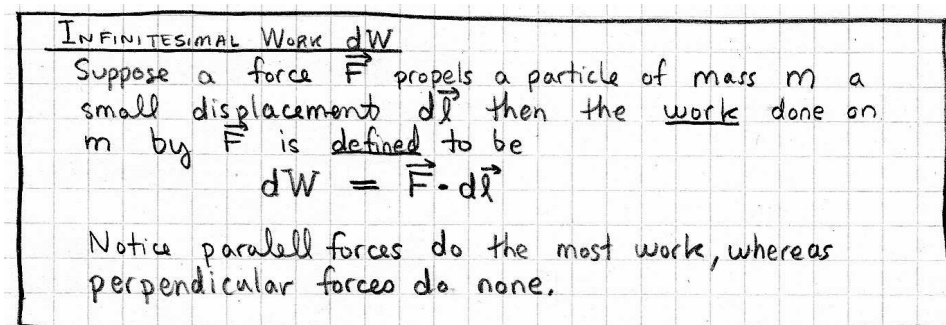 INFINITESIMAL WORK dW
Suppose a force F⃗ propels a particle of mass m a
small displacement dl⃗ then the work done on
m by F⃗ is defined to be
dW = F⃗ · dl⃗
Notice paralell forces do the most work, whereas
perpendicular forces do none.